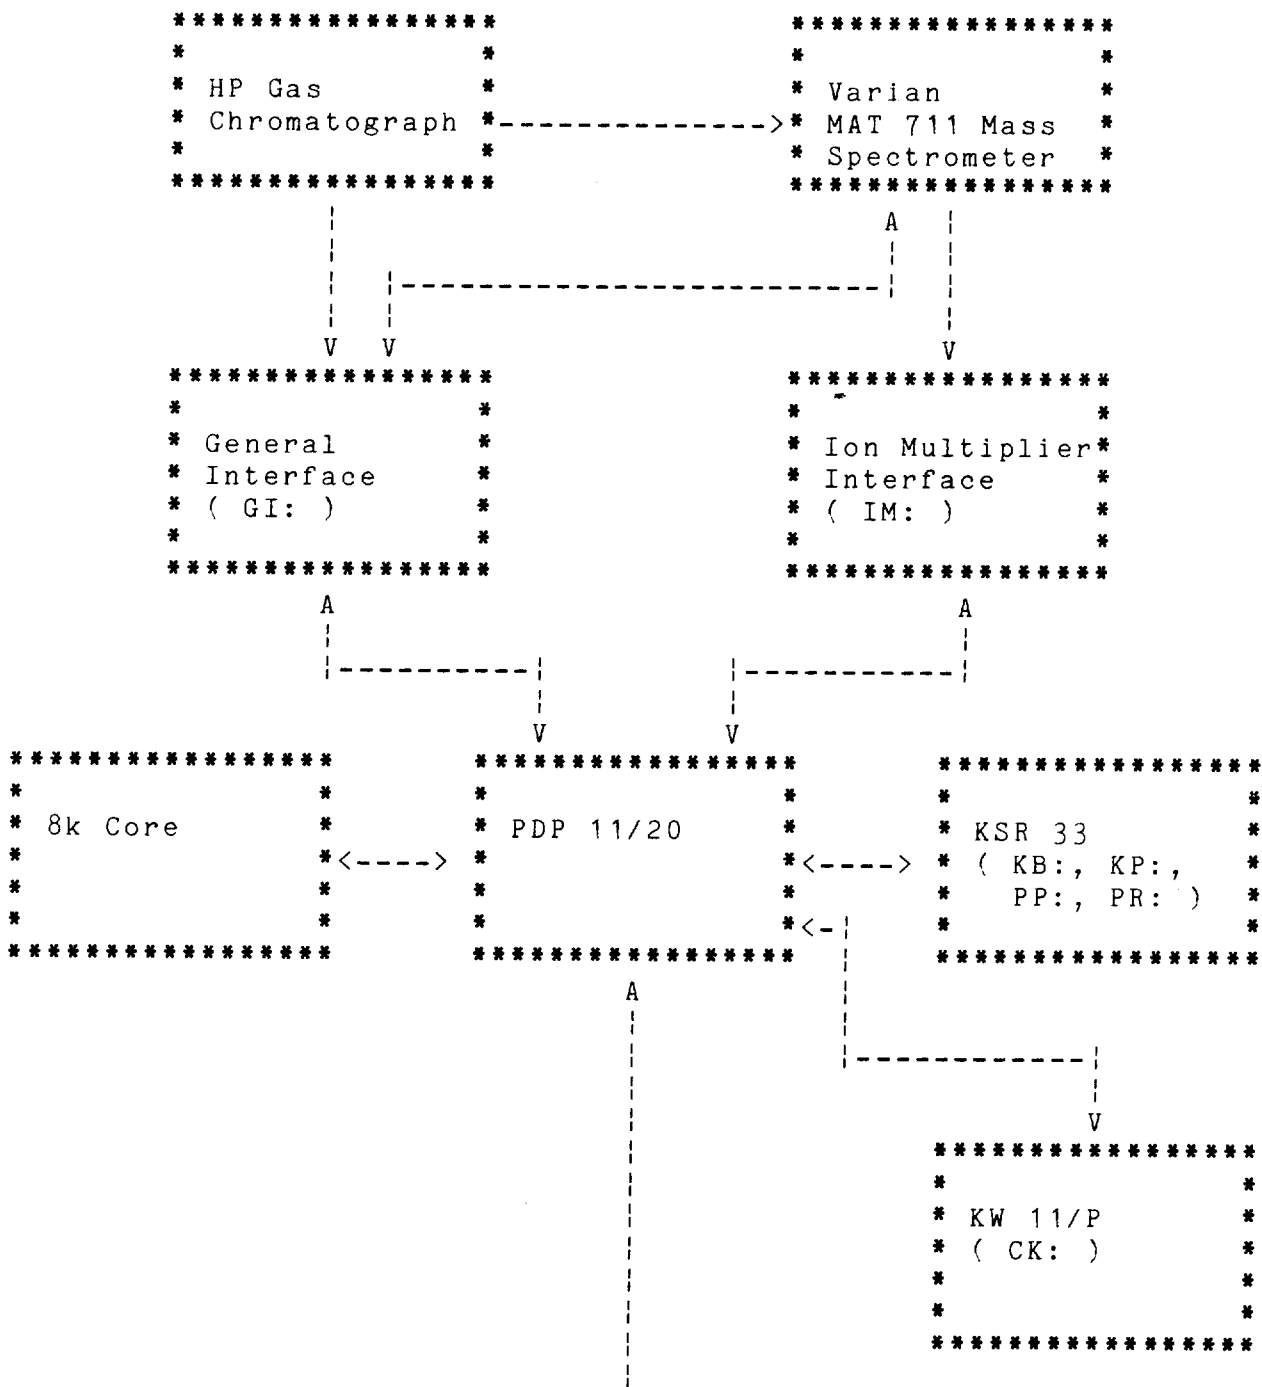 HP Gas
Chromatograph
Varian
MAT 711 Mass
Spectrometer
General
Interface
( GI: )
Ion Multiplier
Interface
( IM: )
8k Core
PDP 11/20
KSR 33
( KB:, KP:,
PP:, PR: )
KW 11/P
( CK: )